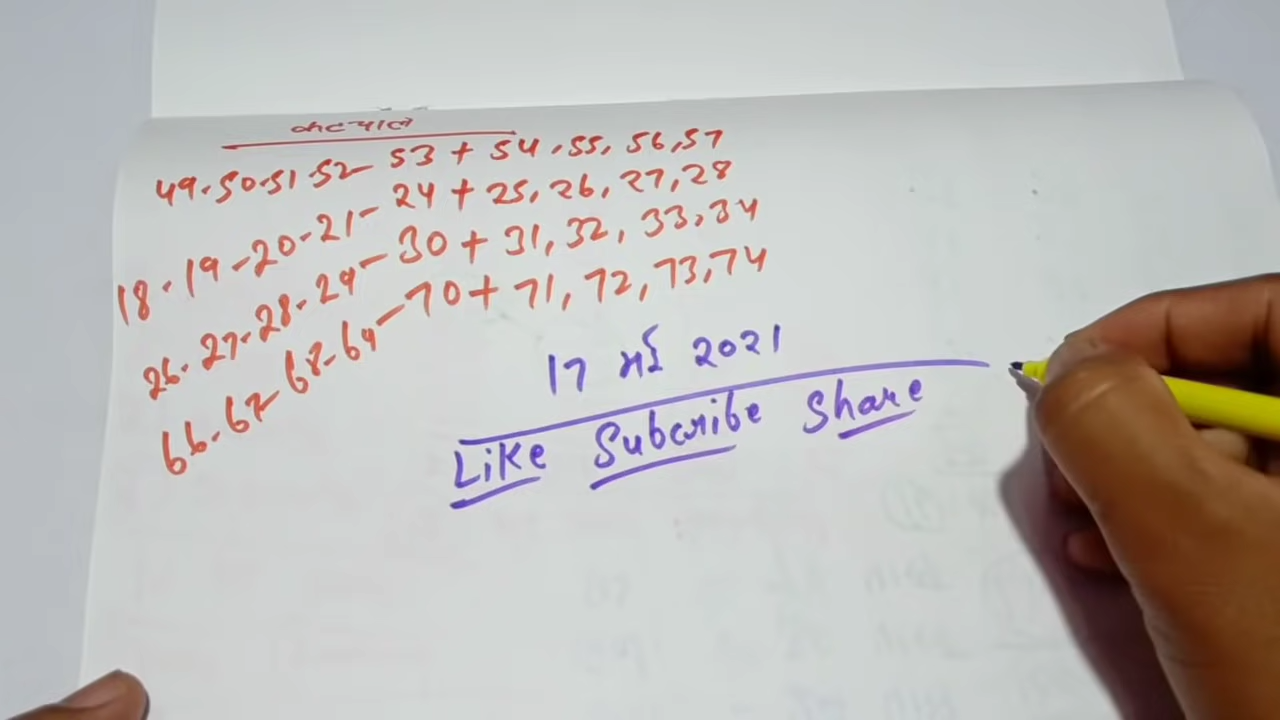 49.50.51.52-53+54.55.56,57
18.19-20-21-24+25,26,27,28
26.27-28.29-30+31,32,33,34
66.67-68-69-70+71,72,73,74
17 मई 2021
Like Subcribe Share